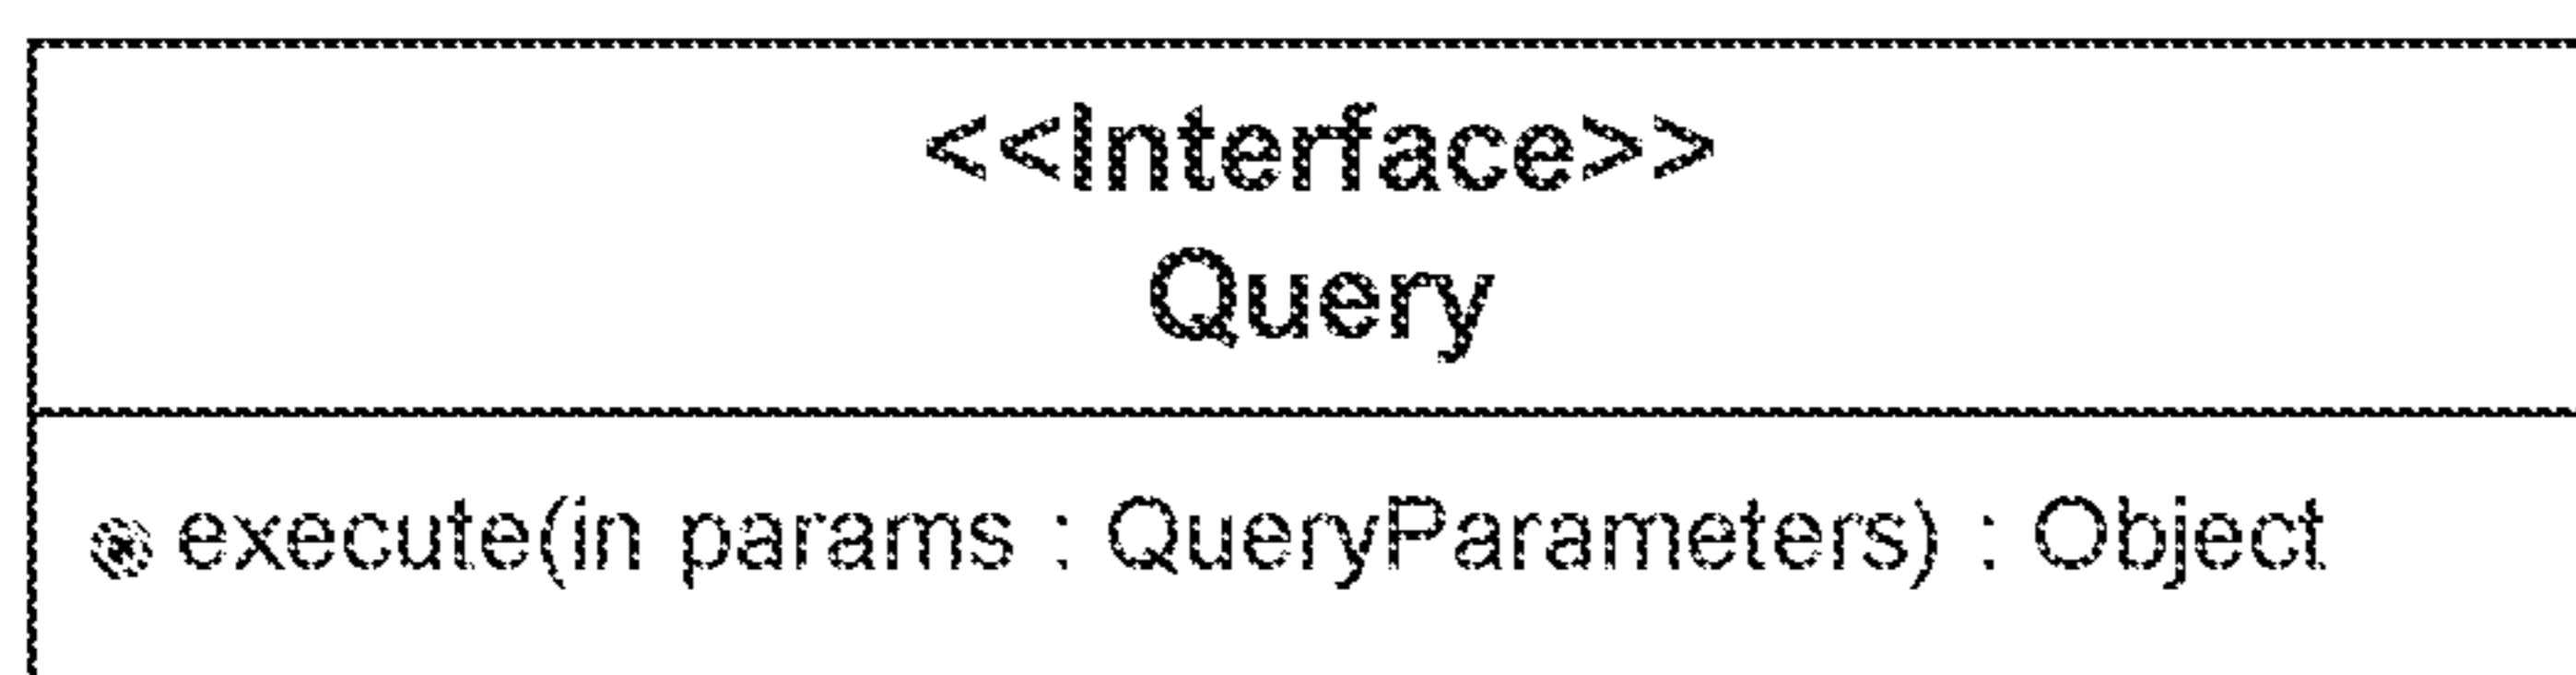 <<Interface>>
Query
execute(in params : QueryParameters) : Object